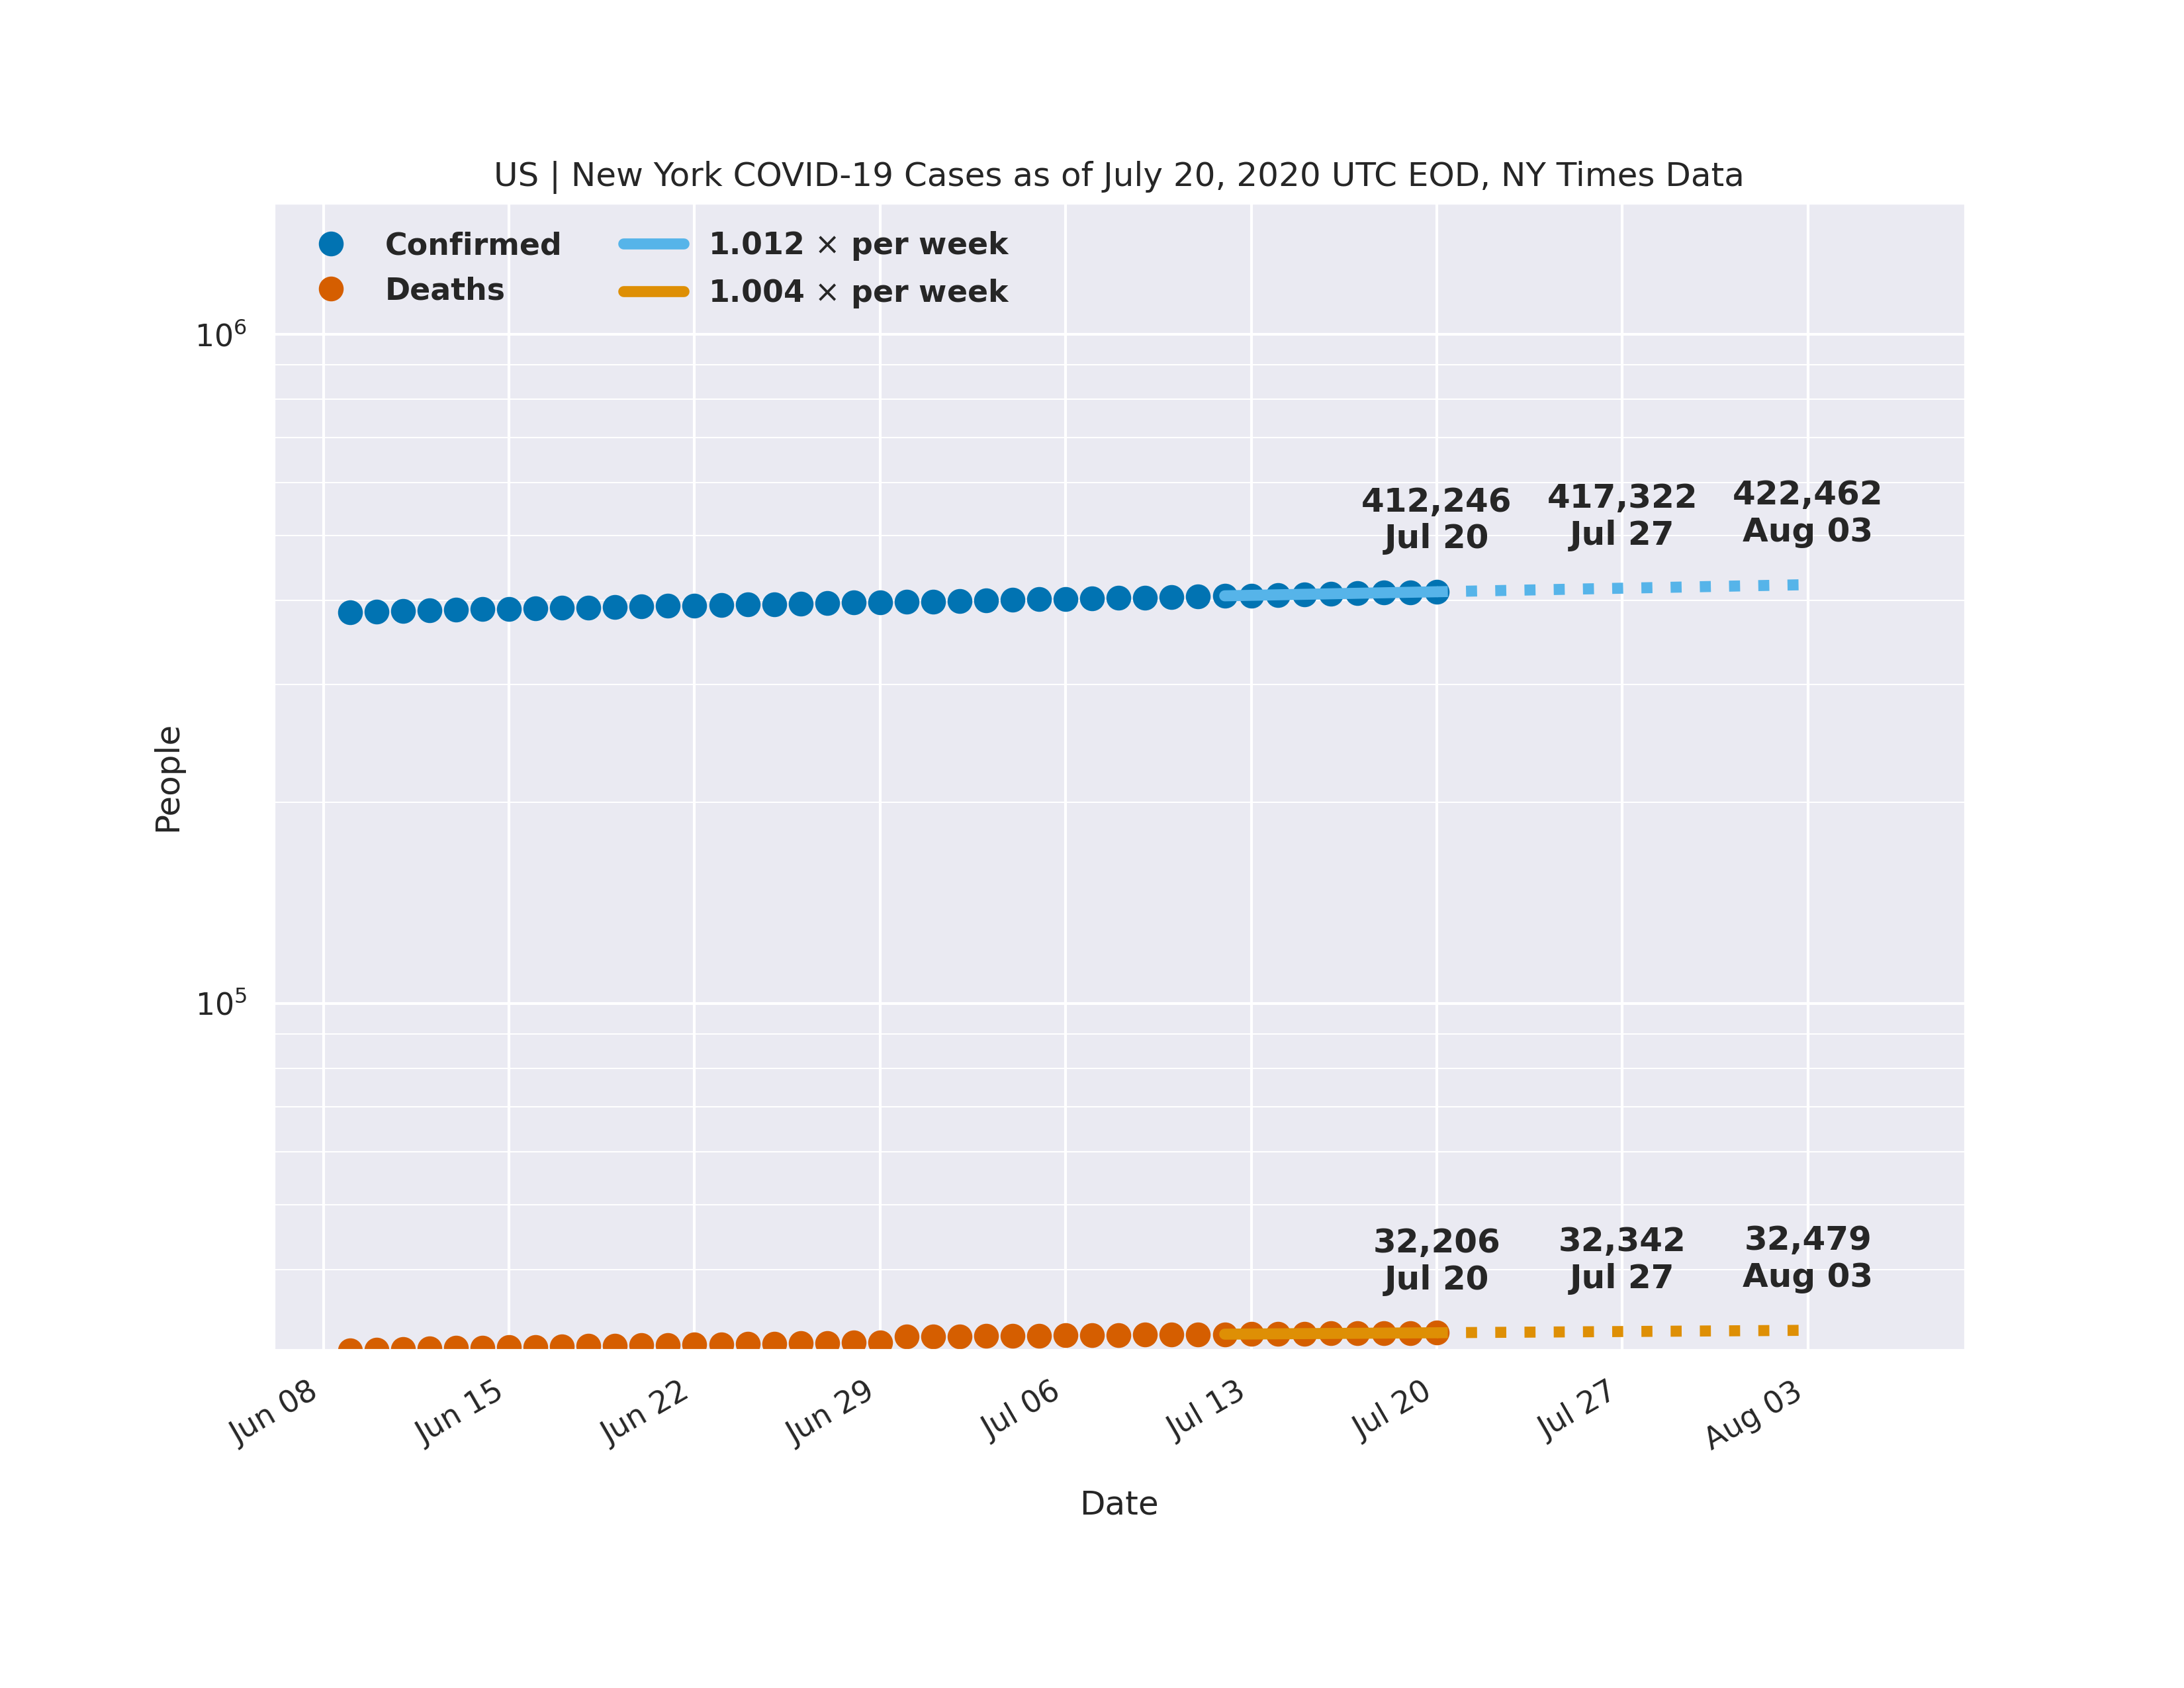 US | New York COVID-19 Cases as of July 20, 2020 UTC EOD, NY Times Data
Confirmed
Deaths
1.012 × per week
1.004 × per week
10⁶
10⁵
People
412,246
Jul 20
417,322
Jul 27
422,462
Aug 03
32,206
Jul 20
32,342
Jul 27
32,479
Aug 03
Jun 08
Jun 15
Jun 22
Jun 29
Jul 06
Jul 13
Jul 20
Jul 27
Aug 03
Date